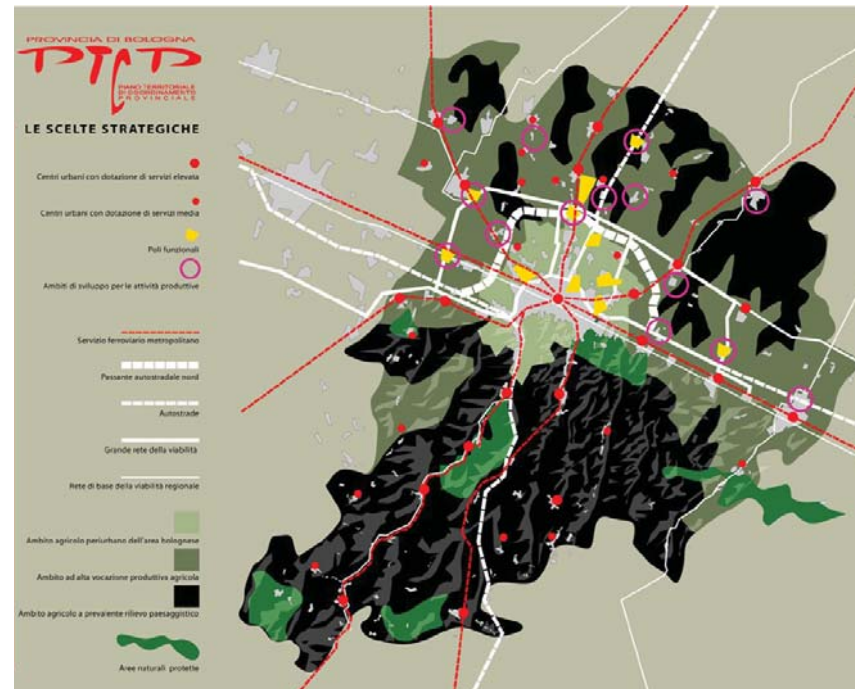 PROVINCIA DI BOLOGNA
PTCP
PIANO TERRITORIALE
DI COORDINAMENTO
PROVINCIALE
LE SCELTE STRATEGICHE
Centri urbani con dotazione di servizi elevata
Centri urbani con dotazione di servizi media
Poli funzionali
Ambiti di sviluppo per le attività produttive
Servizio ferroviario metropolitano
Passante autostradale nord
Autostrade
Grande rete della viabilità
Rete di base della viabilità regionale
Ambito agricolo periurbano dell'area bolognese
Ambito ad alta vocazione produttiva agricola
Ambito agricolo a prevalente rilievo paesaggistico
Aree naturali protette